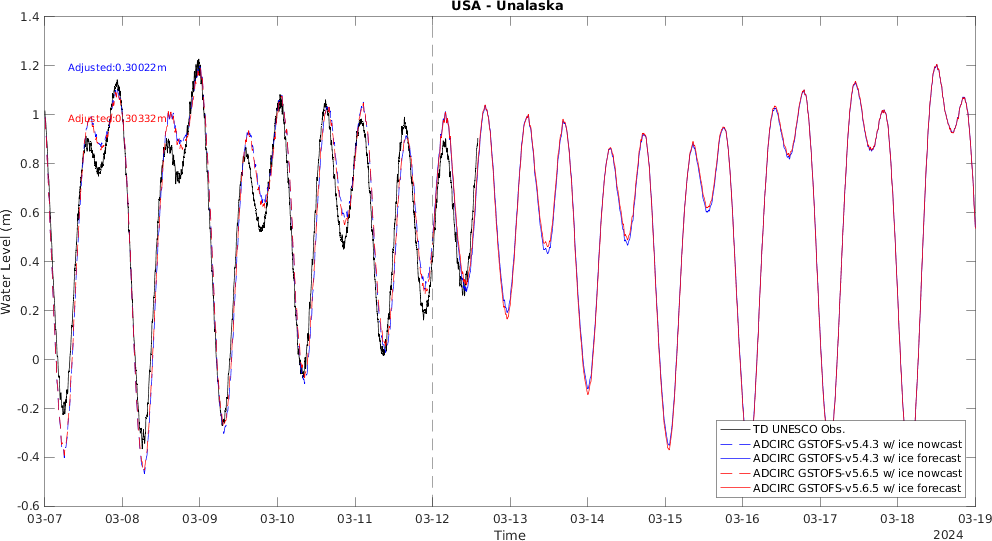 USA - Unalaska
1.4
1.2
1
0.8
0.6
0.4
0.2
0
-0.2
-0.4
-0.6
Water Level (m)
Adjusted:0.30022m
Adjusted:0.30332m
TD UNESCO Obs.
ADCIRC GSTOFS-v5.4.3 w/ ice nowcast
ADCIRC GSTOFS-v5.4.3 w/ ice forecast
ADCIRC GSTOFS-v5.6.5 w/ ice nowcast
ADCIRC GSTOFS-v5.6.5 w/ ice forecast
03-07 03-08 03-09 03-10 03-11 03-12 03-13 03-14 03-15 03-16 03-17 03-18 03-19
Time
2024